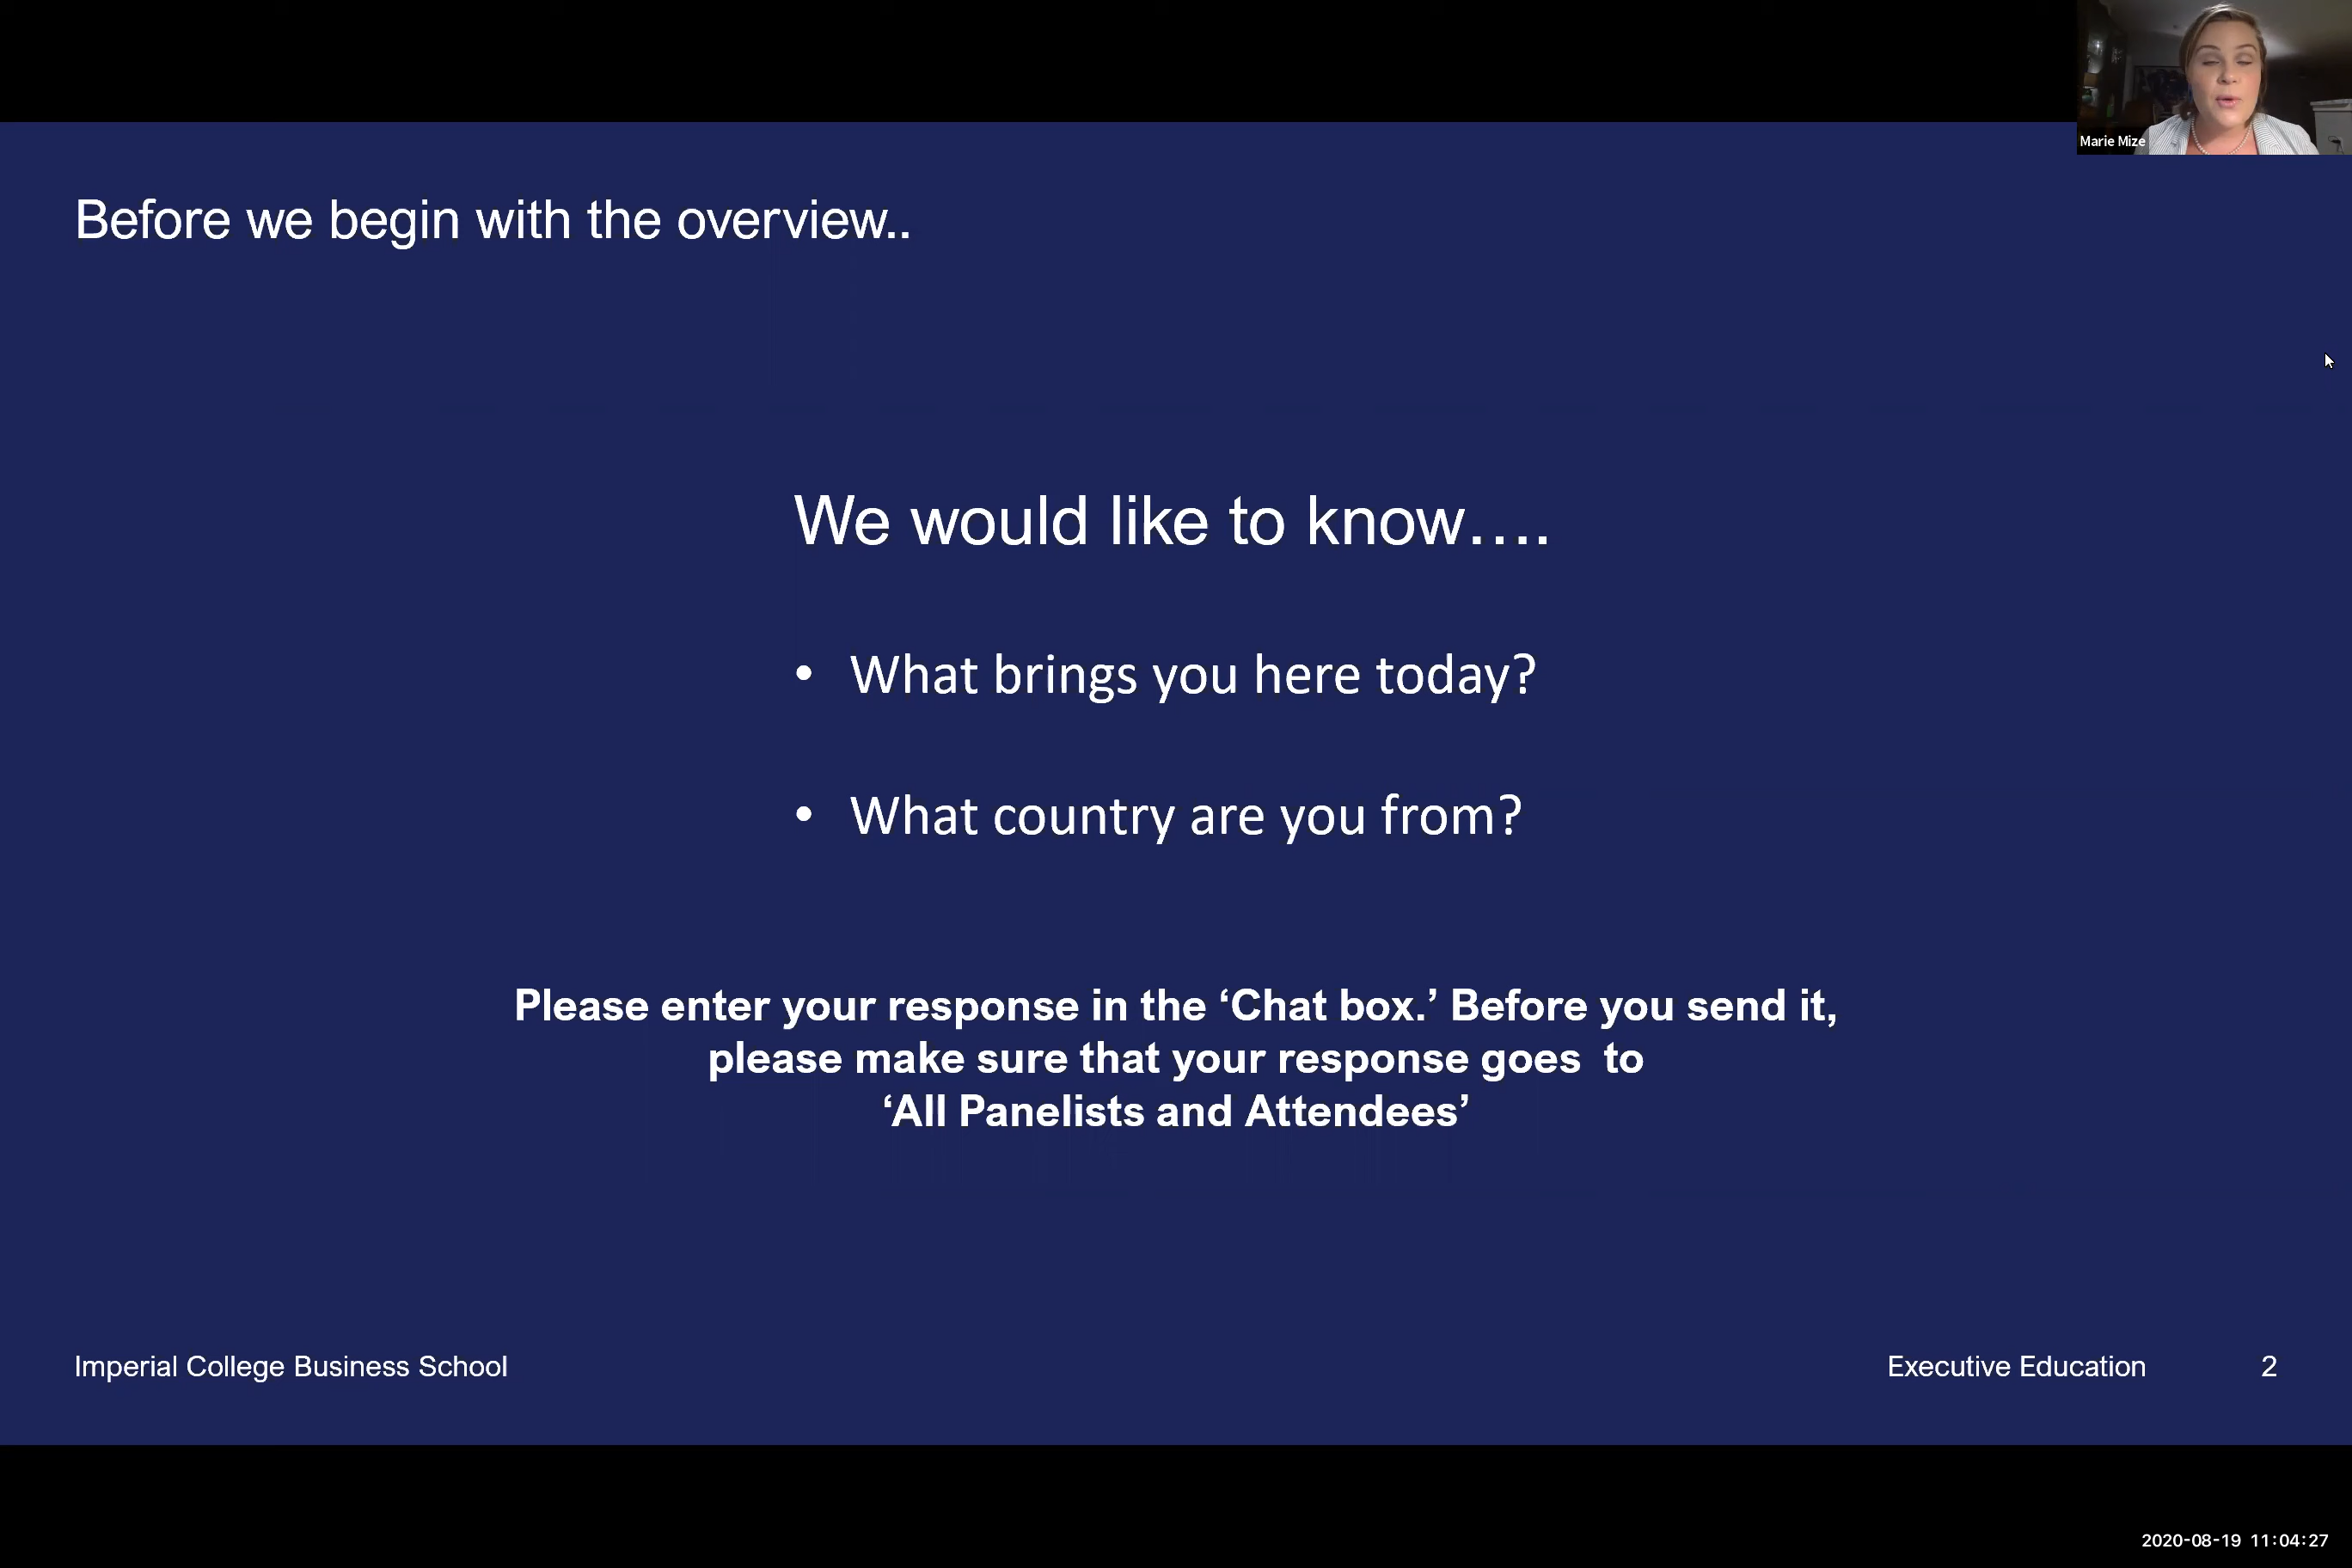 Marie Mize
Before we begin with the overview..
We would like to know….
• What brings you here today?
• What country are you from?
Please enter your response in the ‘Chat box.’ Before you send it,
please make sure that your response goes  to
‘All Panelists and Attendees’
Imperial College Business School
Executive Education
2
2020-08-19 11:04:27